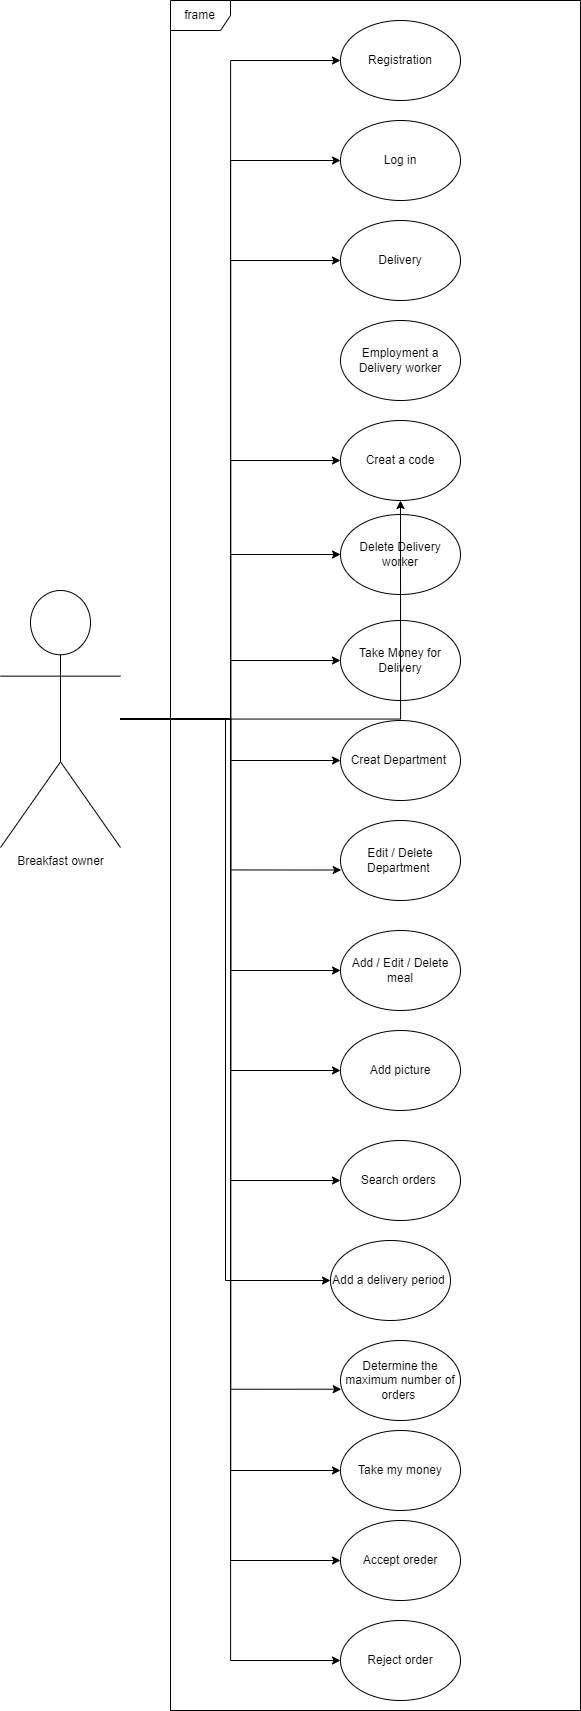 frame
Registration
Log in
Delivery
Employment a
Delivery worker
Creat a code
Delete Delivery
worker
Take Money for
Delivery
Creat Department
Breakfast owner
Edit / Delete
Department
Add / Edit / Delete
meal
Add picture
Search orders
Add a delivery period
Determine the
maximum number of
orders
Take my money
Accept oreder
Reject order